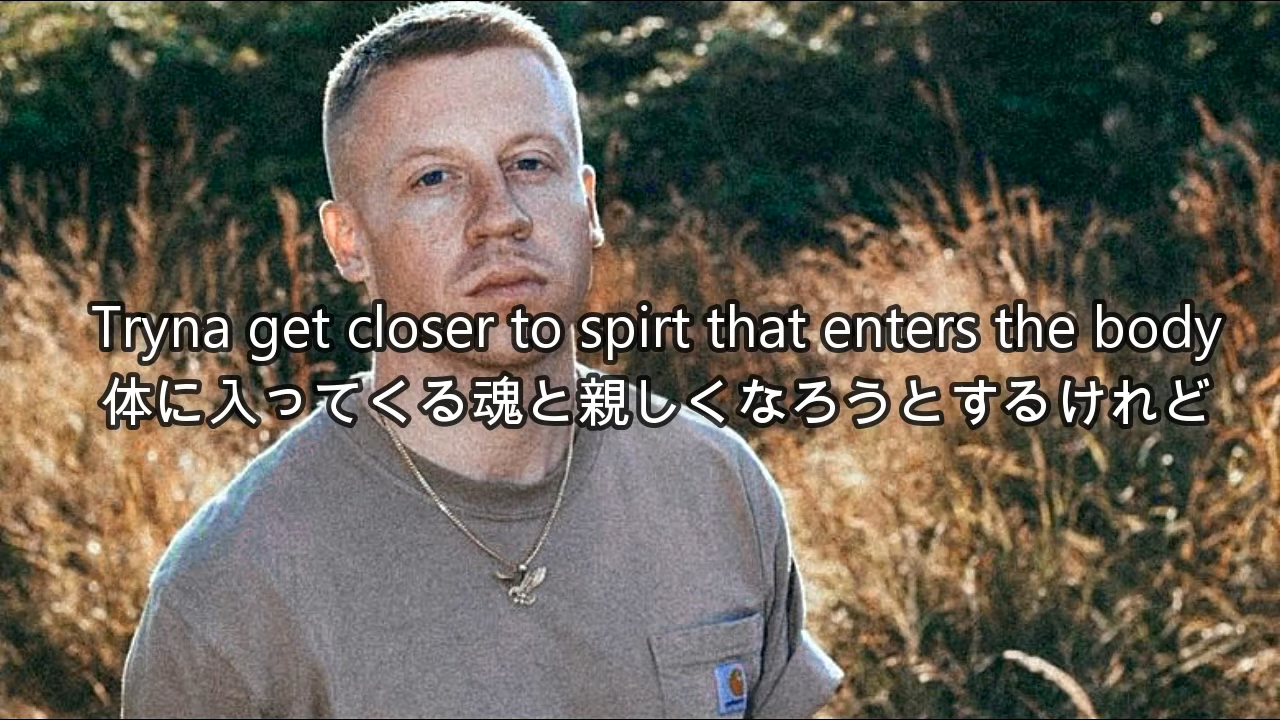 Tryna get closer to spirt that enters the body
体に入ってくる魂と親しくなろうとするけれど